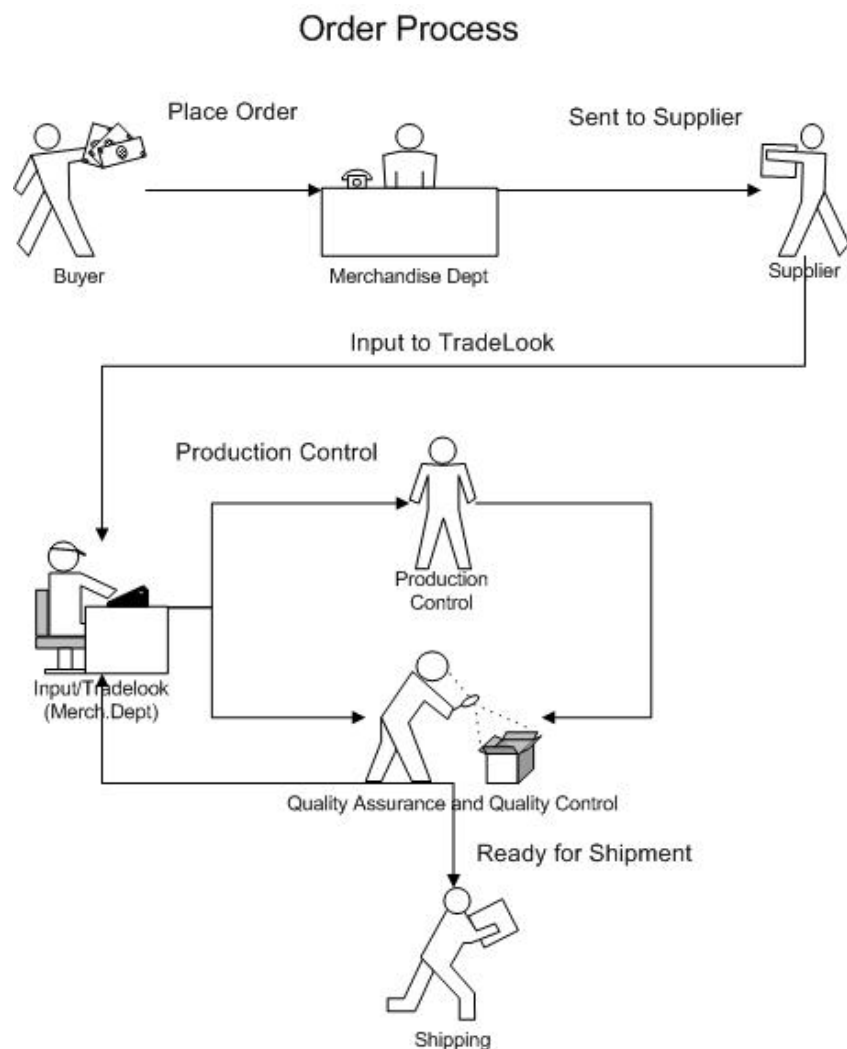 Order Process
Place Order
Sent to Supplier
Buyer
Merchandise Dept
Supplier
Input to TradeLook
Production Control
Production
Control
Input/Tradelook
(Merch.Dept)
Quality Assurance and Quality Control
Ready for Shipment
Shipping